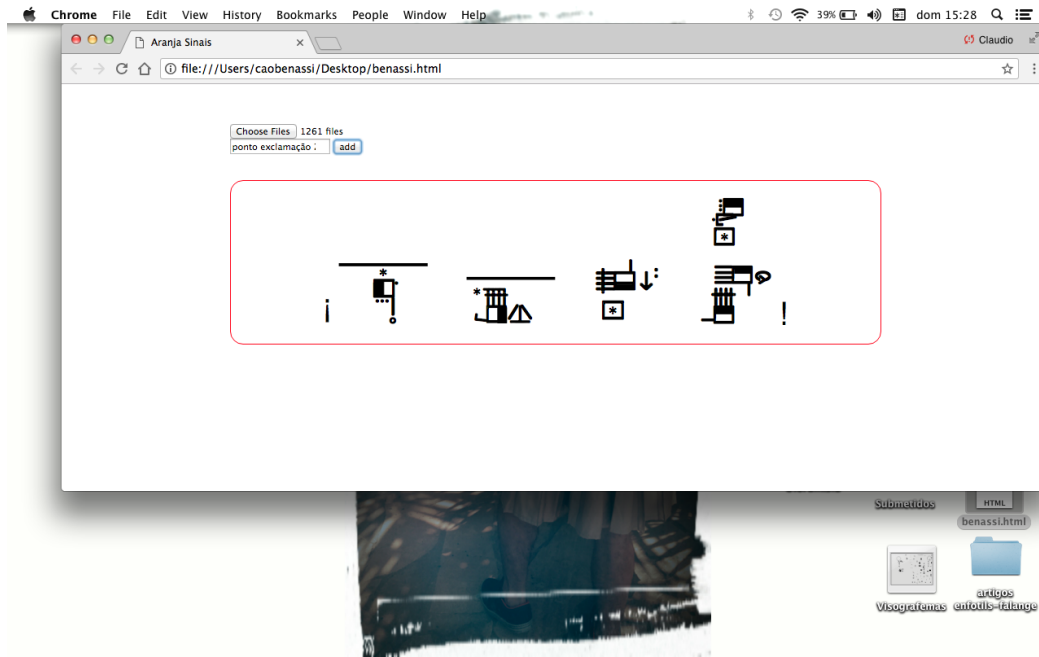 Chrome File Edit View History Bookmarks People Window Help 39% dom 15:28
Aranja Sinais Claudio
file:///Users/caobenassi/Desktop/benassi.html
Choose Files 1261 files
ponto exclamação add
¡ !
Submetidos HTML
benassi.html
Visografemas artigos
enfotils-falange